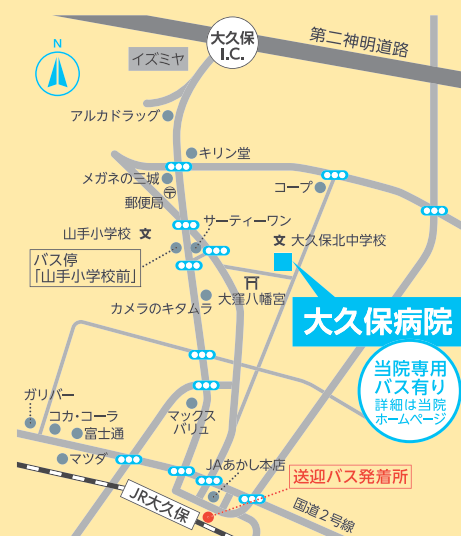 大久保
I.C.
第二神明道路
N
イズミヤ
アルカドラッグ
キリン堂
メガネの三城
コープ
郵便局
サーティーワン
山手小学校
文
文
大久保北中学校
バス停
「山手小学校前」
大窪八幡宮
カメラのキタムラ
大久保病院
当院専用
バス有り
詳細は当院
ホームページ
ガリバー
コカ・コーラ
富士通
マックス
バリュ
マツダ
JAあかし本店
送迎バス発着所
JR大久保
国道2号線